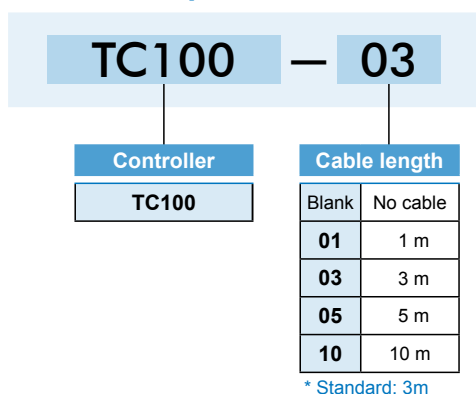 TC100 — 03
Controller
TC100
Cable length
Blank No cable
01 1 m
03 3 m
05 5 m
10 10 m
* Standard: 3m